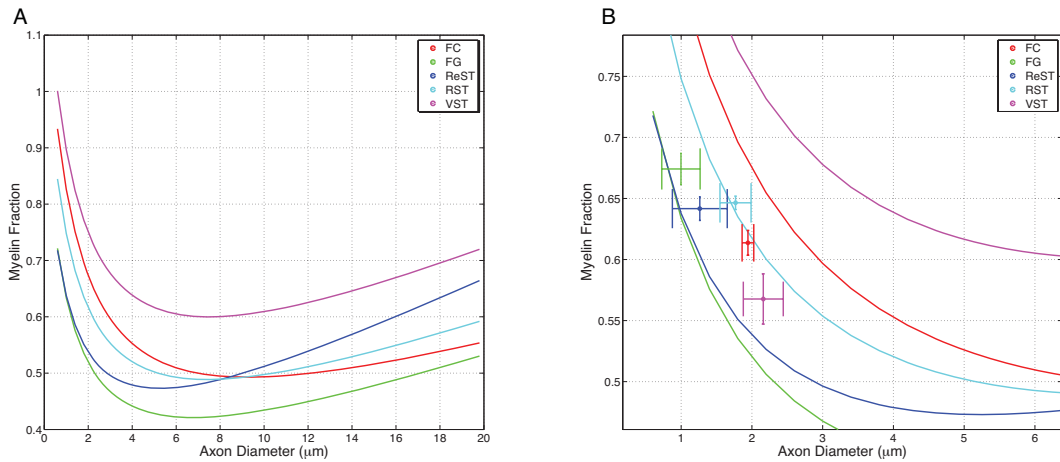 A
1.1
1
0.9
0.8
0.7
0.6
0.5
0.4
Myelin Fraction
0 2 4 6 8 10 12 14 16 18 20
Axon Diameter (μm)
FC
FG
ReST
RST
VST
B
0.75
0.7
0.65
0.6
0.55
0.5
Myelin Fraction
1 2 3 4 5 6
Axon Diameter (μm)
FC
FG
ReST
RST
VST